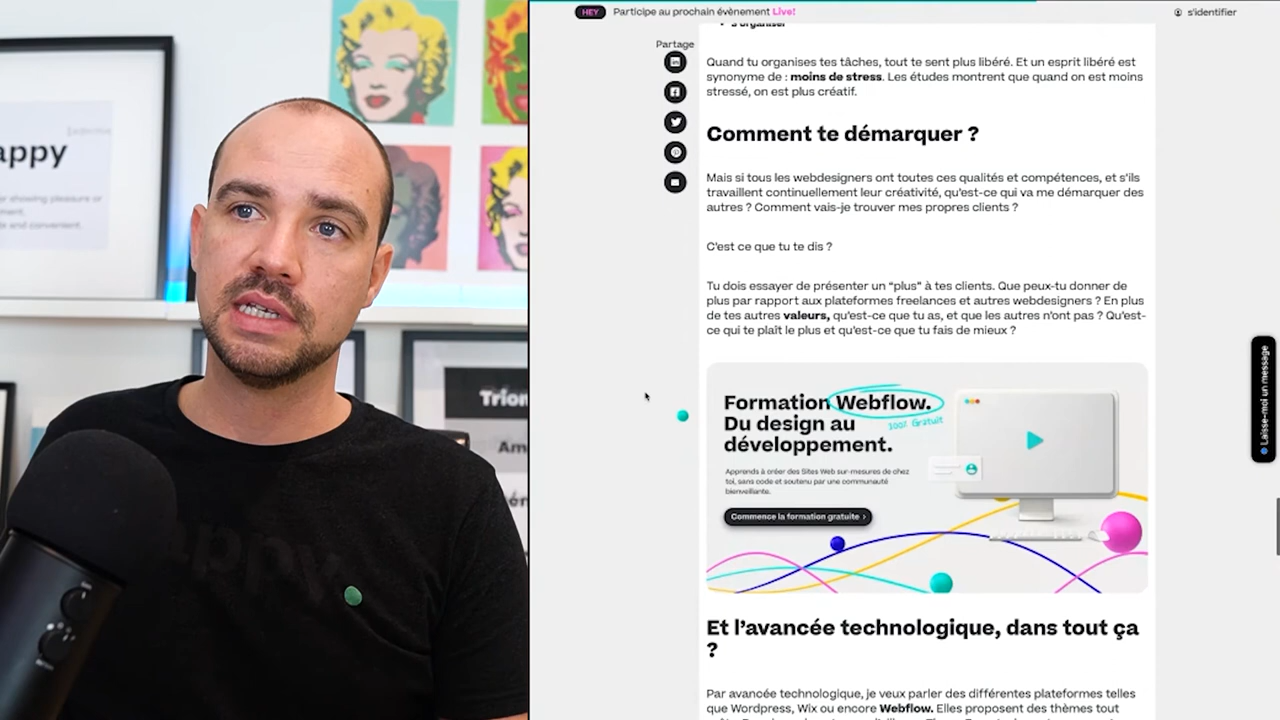 HEY Participe au prochain évènement Live!
s'identifier
s'organiser
Partage
Quand tu organises tes tâches, tout te sent plus libéré. Et un esprit libéré est
synonyme de : moins de stress. Les études montrent que quand on est moins
stressé, on est plus créatif.
Comment te démarquer ?
Mais si tous les webdesigners ont toutes ces qualités et compétences, et s'ils
travaillent continuellement leur créativité, qu'est-ce qui va me démarquer des
autres ? Comment vais-je trouver mes propres clients ?
C'est ce que tu te dis ?
Tu dois essayer de présenter un "plus" à tes clients. Que peux-tu donner de
plus par rapport aux plateformes freelances et autres webdesigners ? En plus
de tes autres valeurs, qu'est-ce que tu as, et que les autres n'ont pas ? Qu'est-
ce qui te plaît le plus et qu'est-ce que tu fais de mieux ?
Formation Webflow.
100% Gratuit
Du design au
développement.
Apprends à créer des Sites Web sur-mesures de chez
toi, sans code et soutenu par une communauté
bienveillante.
Commence la formation gratuite ›
Laisse-moi un message
Et l'avancée technologique, dans tout ça
?
Par avancée technologique, je veux parler des différentes plateformes telles
que Wordpress, Wix ou encore Webflow. Elles proposent des thèmes tout
appy
er showing pleasure or
ment.
le and convenient.
appy